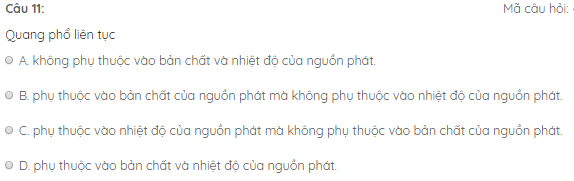 Câu 11: Mã câu hỏi:
Quang phổ liên tục
A. không phụ thuộc vào bản chất và nhiệt độ của nguồn phát.
B. phụ thuộc vào bản chất của nguồn phát mà không phụ thuộc vào nhiệt độ của nguồn phát.
C. phụ thuộc vào nhiệt độ của nguồn phát mà không phụ thuộc vào bản chất của nguồn phát.
D. phụ thuộc vào bản chất và nhiệt độ của nguồn phát.